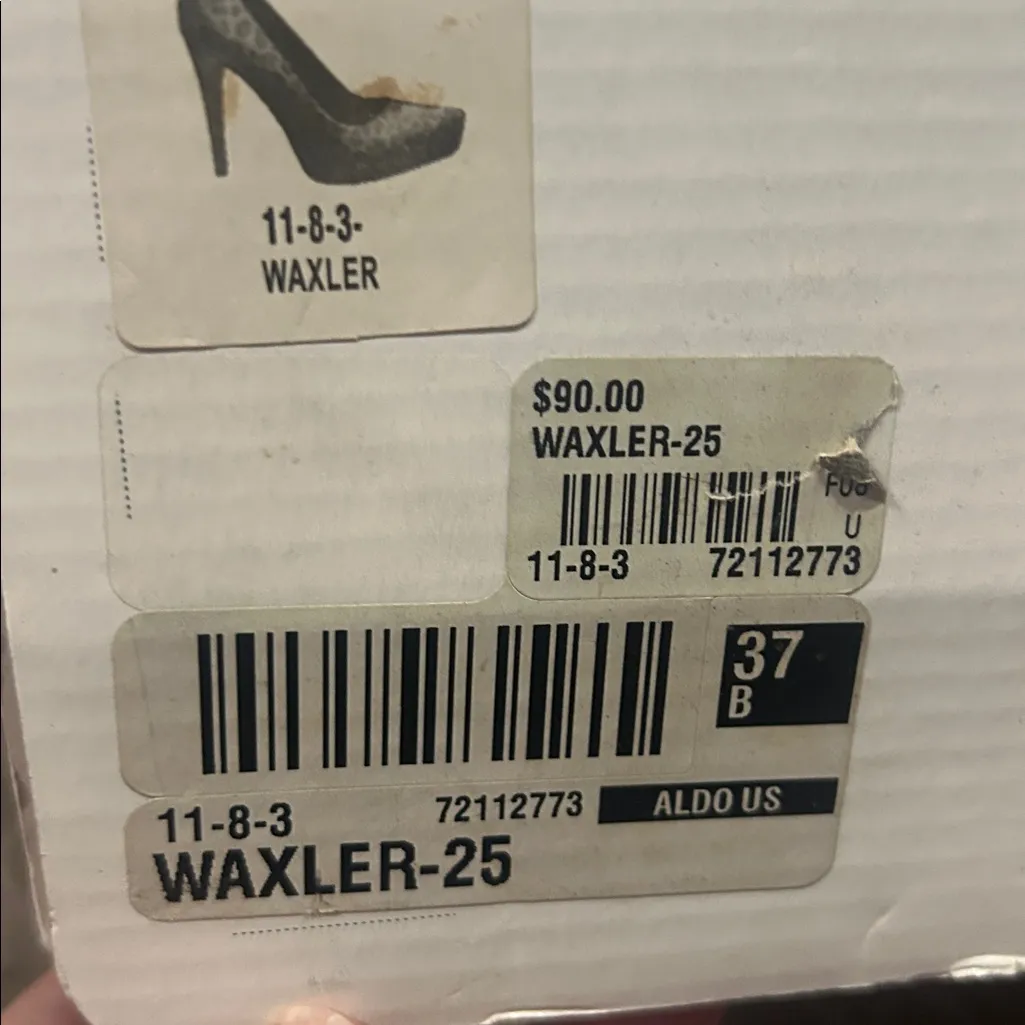 11-8-3-
WAXLER
$90.00
WAXLER-25
U
11-8-3 72112773
37
B
11-8-3 72112773 ALDO US
WAXLER-25